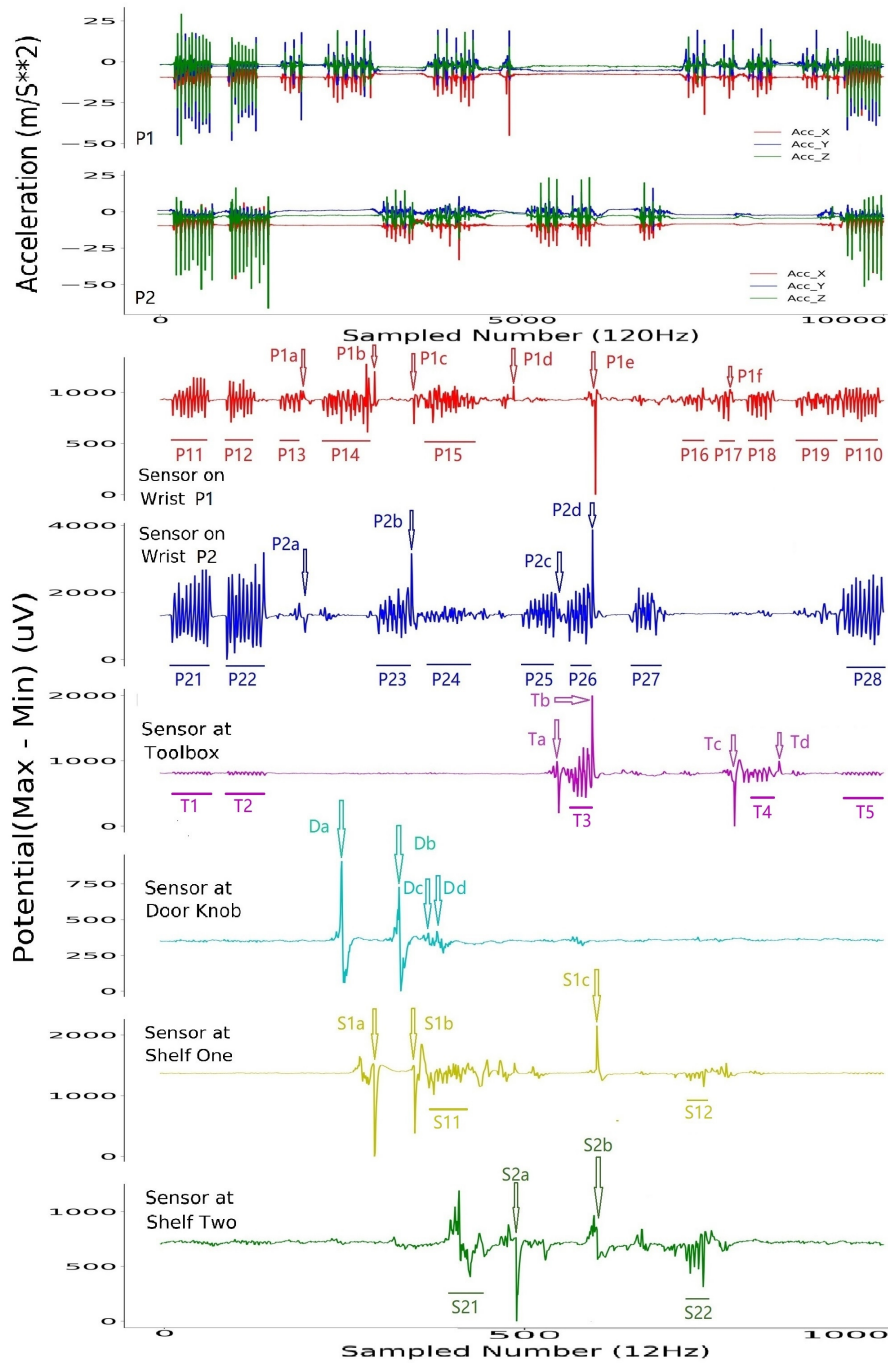 Acceleration (m/S**2)
25
0
−25
−50
P1
Acc_X
Acc_Y
Acc_Z
25
0
−25
−50
P2
Acc_X
Acc_Y
Acc_Z
0 5000 10000
Sampled Number (120Hz)
Potential(Max - Min) (uV)
P1a P1b P1c P1d P1e P1f
1000
500
0
P11 P12 P13 P14 P15 P16 P17 P18 P19 P110
Sensor on
Wrist P1
4000
2000
0
Sensor on
Wrist P2
P2a P2b P2c P2d
P21 P22 P23 P24 P25 P26 P27 P28
2000
1000
0
Sensor at
Toolbox
Ta Tb Tc Td
T1 T2 T3 T4 T5
750
500
250
0
Sensor at
Door Knob
Da Db Dc Dd
2000
1000
0
Sensor at
Shelf One
S1a S1b S1c
S11 S12
1000
500
0
Sensor at
Shelf Two
S2a S2b
S21 S22
0 500 1000
Sampled Number (12Hz)